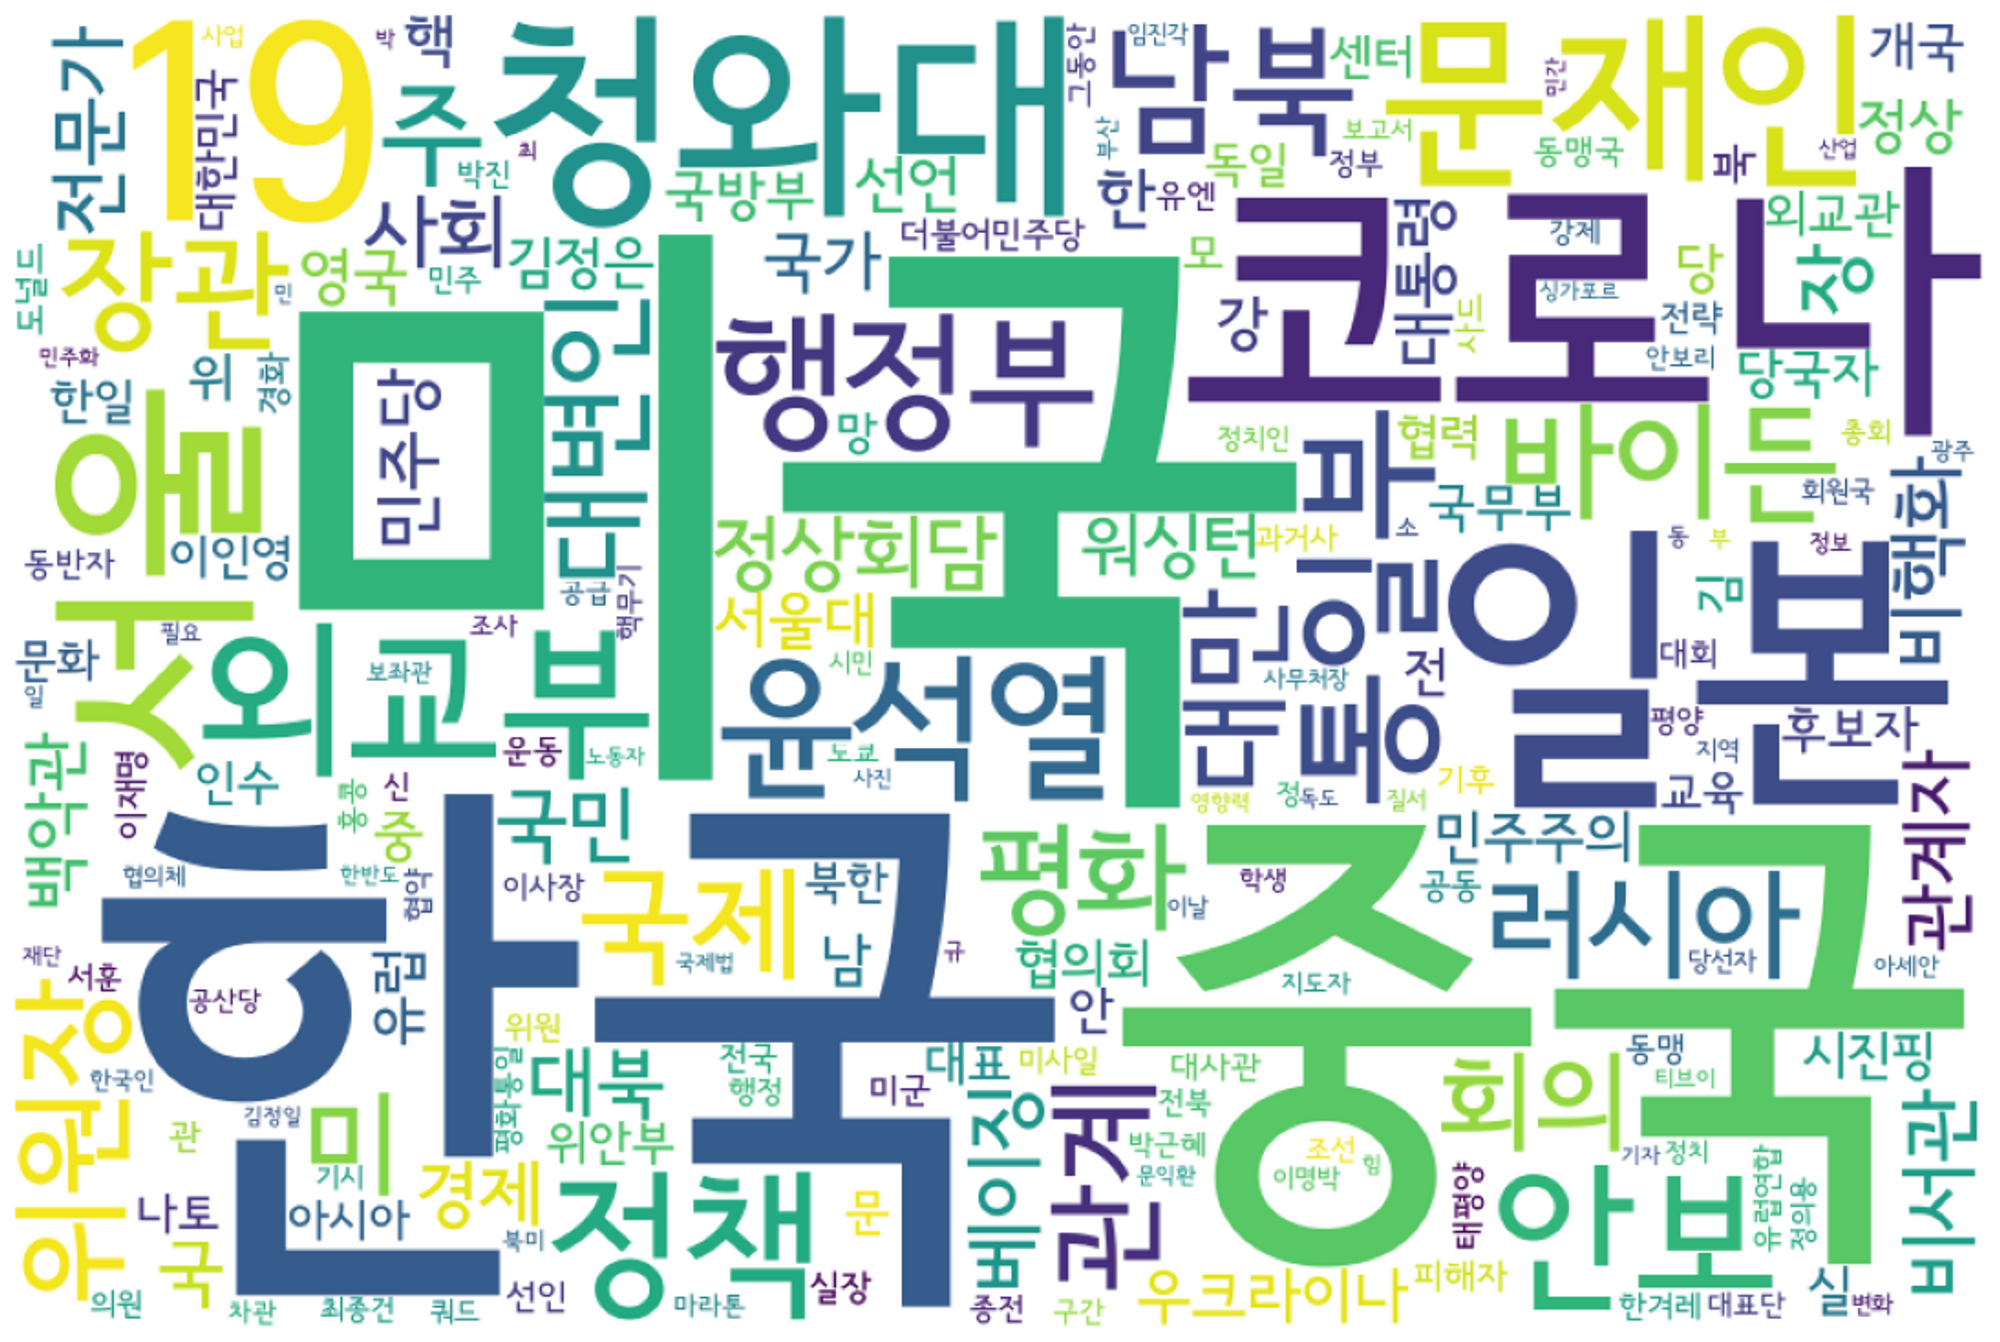 전문가
19
사업
박
핵
대한민국
주
청와대
그동안
임진각
남북
센터
문재인
민간
개국
정상
박진
최
국방부
선언
부산
한
유엔
독일
보고서
정부
동맹국
북
산업
도널드
장관
민
영국
사회
민주
김정은
국가
더불어민주당
모
코로나
대통령
강제
싱가포르
외교관
당
장
강
시비
전략
안보리
당국자
민주화
한일
위
경화
미국
민주당
대변인
행정부
망
정치인
바
협력
바이든
총회
광주
비핵화
회원국
국무부
서울
동반자
이인영
정상회담
워싱턴
과거사
소
동
부
정보
공급
핵무기
서울대
대만
통일
일본
김
문화
일
필요
외교부
보좌관
조사
시민
윤석열
사무처장
전
대회
평양
후보자
지역
백악관
이재명
인수
홍콩
신
운동
노동자
도쿄
사진
영향력
정
독도
질서
기후
교육
관계자
중
국민
한국
협의체
한반도
협약
이사장
국제
북한
평화
학생
이날
중국
민주주의
공동
러시아
재단
서훈
공산당
유럽
국제법
남
규
협의회
지도자
당선자
아세안
위원장
한국인
위원
전국
행정
대북
평화통일
미군
대표
안
미사일
대사관
회의
동맹
티브이
시진핑
김정일
관
미
기시
위안부
베이징
관계
전북
박근혜
문익환
조선
이명박
힘
기자
정치
비서관
나토
아시아
경제
정책
문
태평양
안보
유럽연합
정의용
국
북미
의원
차관
최종건
쿼드
선인
마라톤
실장
종전
구간
우크라이나
피해자
한겨레
대표단
실
변화